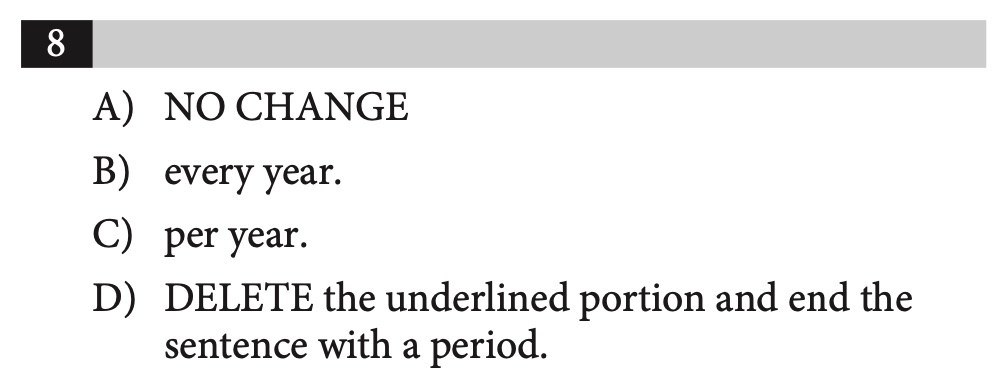 8
A) NO CHANGE
B) every year.
C) per year.
D) DELETE the underlined portion and end the
sentence with a period.